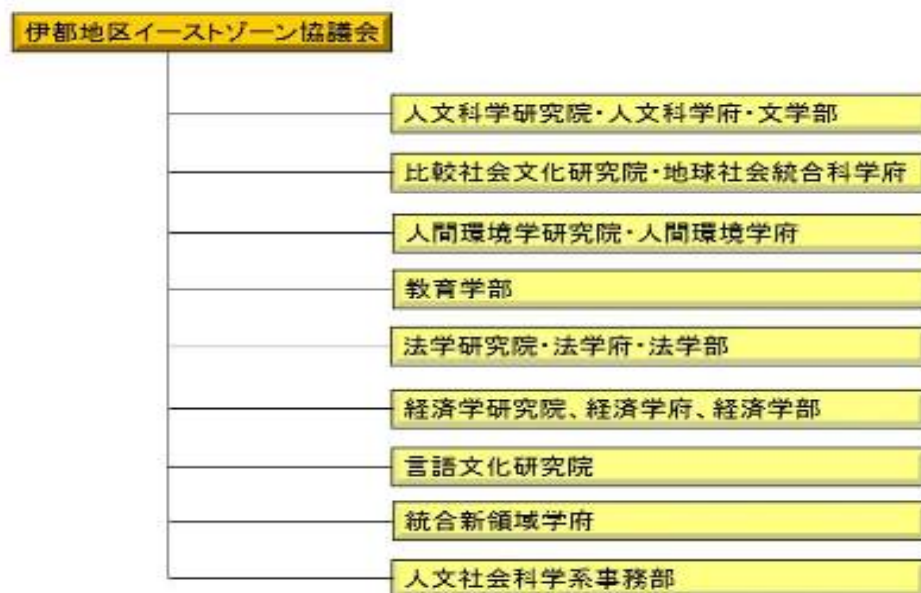 伊都地区イーストゾーン協議会
人文科学研究院・人文科学府・文学部
比較社会文化研究院・地球社会統合科学府
人間環境学研究院・人間環境学府
教育学部
法学研究院・法学府・法学部
経済学研究院、経済学府、経済学部
言語文化研究院
統合新領域学府
人文社会科学系事務部